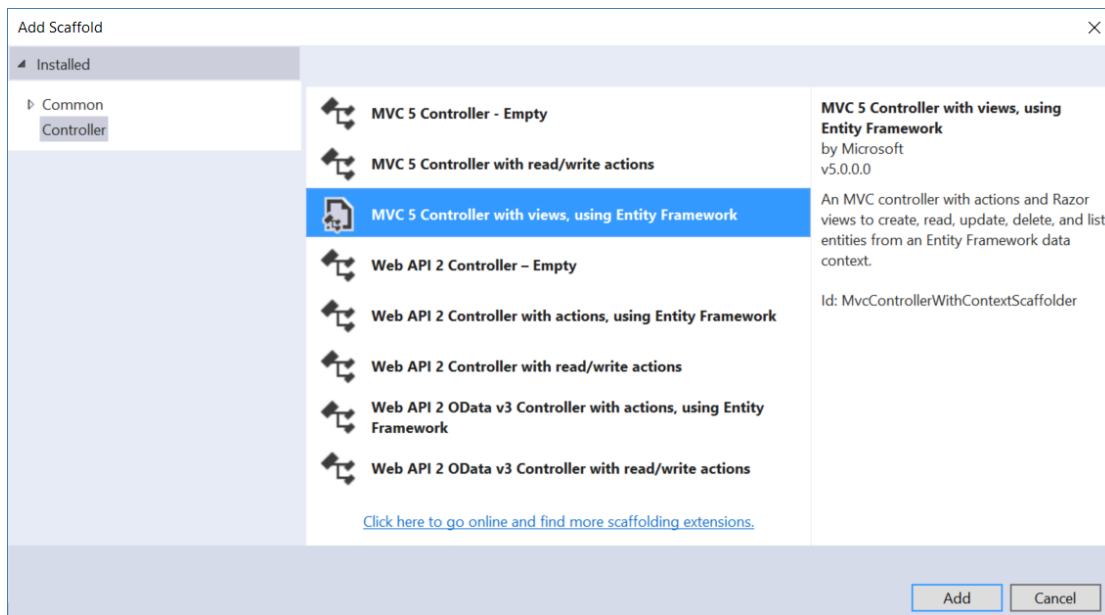 Add Scaffold
Installed
Common
Controller
MVC 5 Controller - Empty
MVC 5 Controller with read/write actions
MVC 5 Controller with views, using Entity Framework
Web API 2 Controller – Empty
Web API 2 Controller with actions, using Entity Framework
Web API 2 Controller with read/write actions
Web API 2 OData v3 Controller with actions, using Entity
Framework
Web API 2 OData v3 Controller with read/write actions
Click here to go online and find more scaffolding extensions.
MVC 5 Controller with views, using
Entity Framework
by Microsoft
v5.0.0.0
An MVC controller with actions and Razor
views to create, read, update, delete, and list
entities from an Entity Framework data
context.
Id: MvcControllerWithContextScaffolder
Add
Cancel